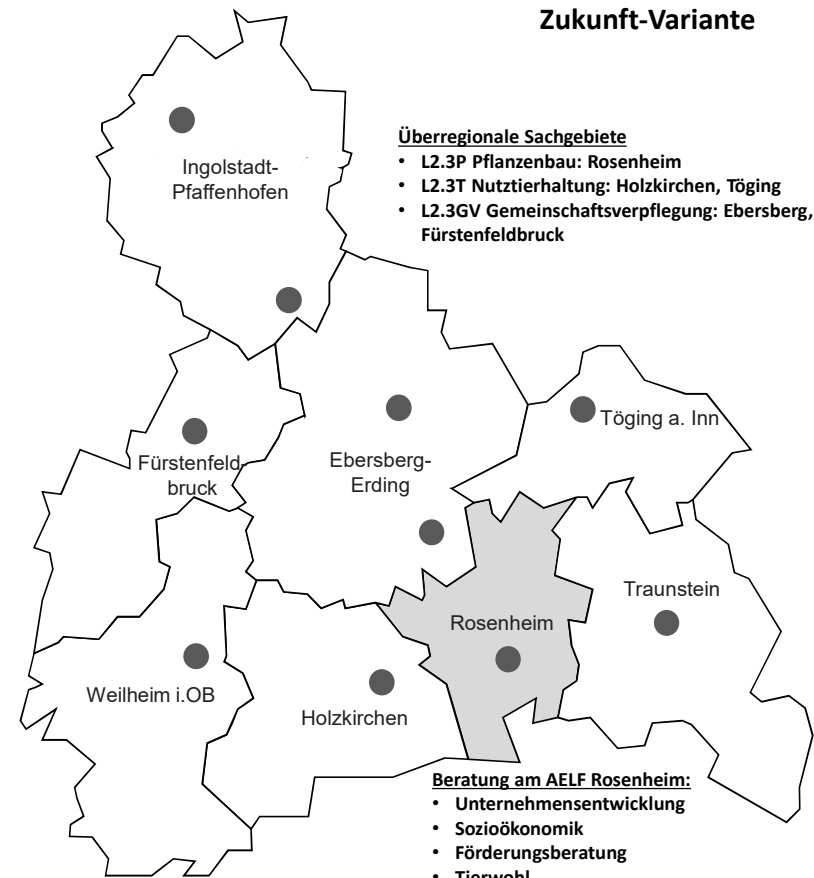 Zukunft-Variante
Überregionale Sachgebiete
• L2.3P Pflanzenbau: Rosenheim
• L2.3T Nutztierhaltung: Holzkirchen, Töging
• L2.3GV Gemeinschaftsverpflegung: Ebersberg,
Fürstenfeldbruck
Ingolstadt-
Pfaffenhofen
Töging a. Inn
Fürstenfeld-
bruck
Ebersberg-
Erding
Traunstein
Rosenheim
Weilheim i.OB
Holzkirchen
Beratung am AELF Rosenheim:
• Unternehmensentwicklung
• Sozioökonomik
• Förderungsberatung
• Tierwohl